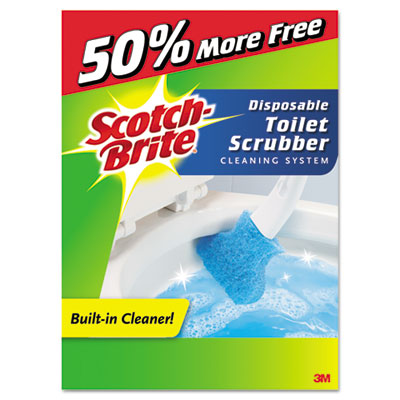 50% More Free
Scotch-
Brite
Disposable
Toilet
Scrubber
CLEANING SYSTEM
Built-in Cleaner!
3M